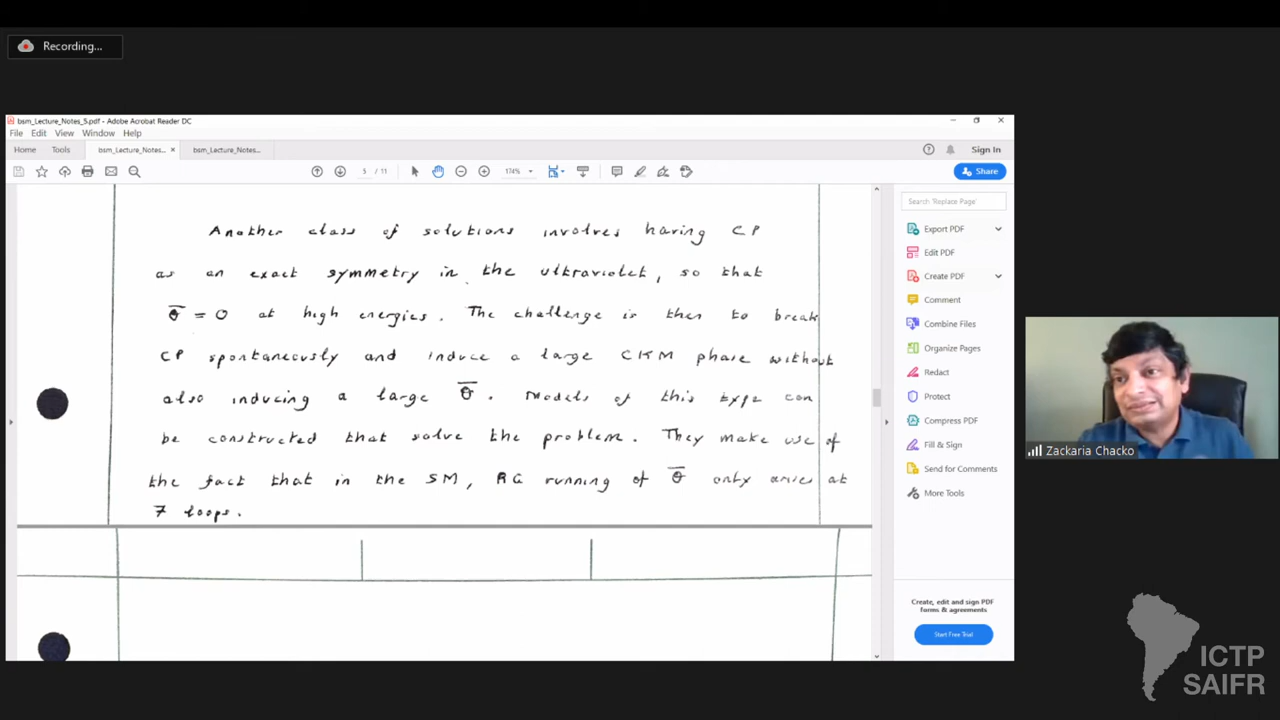 Recording...
bsm_Lecture_Notes_5.pdf - Adobe Acrobat Reader DC
File Edit View Window Help
Home Tools bsm_Lecture_Notes... × bsm_Lecture_Notes... Sign In
5 / 11 174% Share
Another class of solutions involves having CP
as an exact symmetry in the ultraviolet, so that
θ̄ = 0 at high energies. The challenge is then to break
CP spontaneously and induce a large CKM phase without
also inducing a large θ̄. Models of this type can
be constructed that solve the problem. They make use of
the fact that in the SM, RG running of θ̄ only arises at
7 loops.
Search 'Replace Page'
Export PDF
Edit PDF
Create PDF
Comment
Combine Files
Organize Pages
Redact
Protect
Compress PDF
Fill & Sign
Send for Comments
More Tools
Create, edit and sign PDF
forms & agreements
Start Free Trial
Zackaria Chacko
ICTP
SAIFR